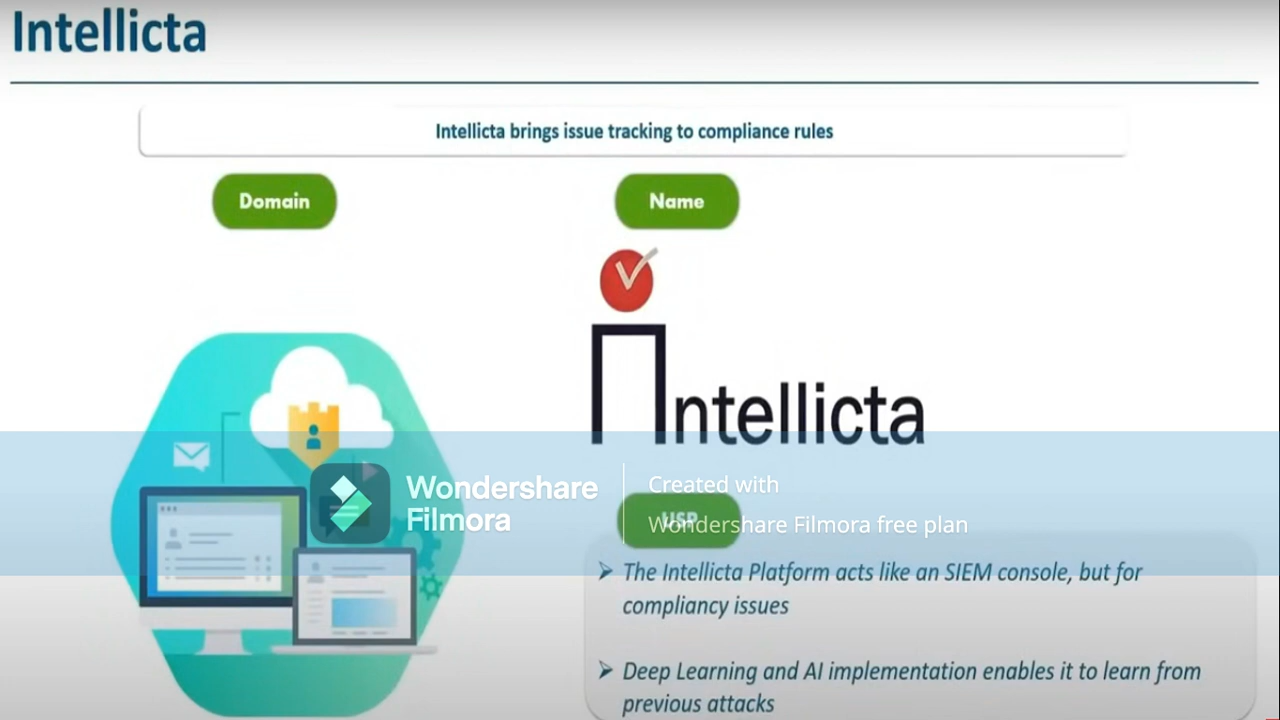 Intellicta
Intellicta brings issue tracking to compliance rules
Domain
Name
Intellicta
Wondershare
Filmora
Created with
Wondershare Filmora free plan
USP
➢ The Intellicta Platform acts like an SIEM console, but for
compliancy issues
➢ Deep Learning and AI implementation enables it to learn from
previous attacks